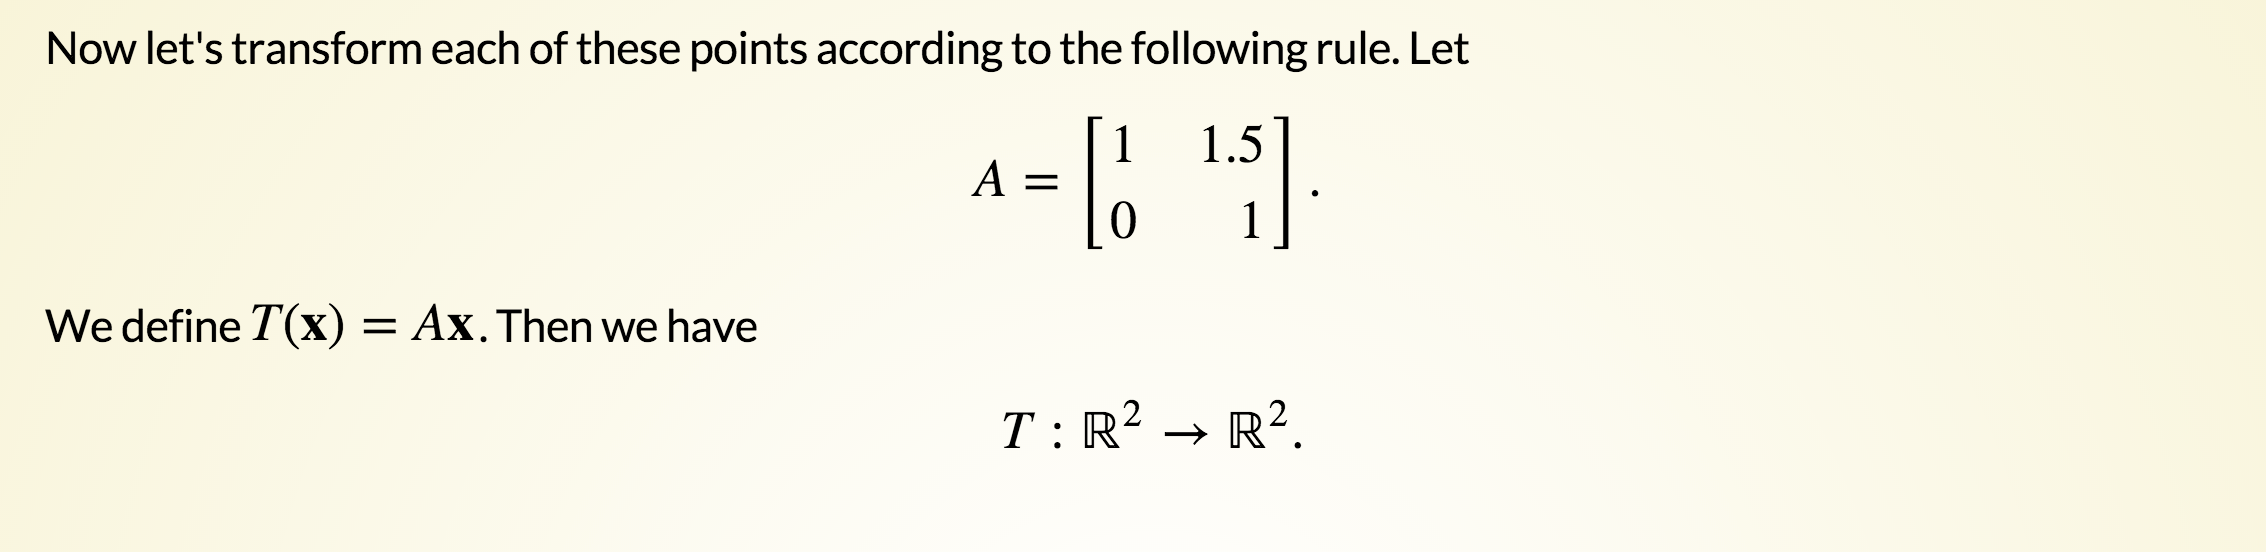 Now let's transform each of these points according to the following rule. Let
A = [1 1.5
0 1].
We define T(x) = Ax. Then we have
T : ℝ² → ℝ².